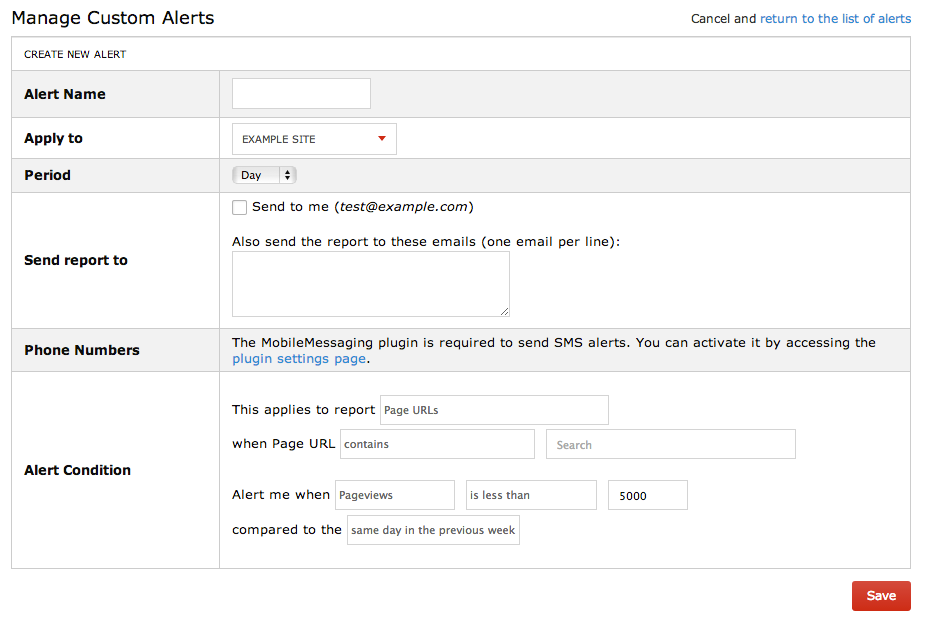 Manage Custom Alerts
Cancel and return to the list of alerts
CREATE NEW ALERT
Alert Name
Apply to
EXAMPLE SITE
Period
Day
Send report to
Send to me (test@example.com)
Also send the report to these emails (one email per line):
Phone Numbers
The MobileMessaging plugin is required to send SMS alerts. You can activate it by accessing the
plugin settings page.
Alert Condition
This applies to report Page URLs
when Page URL contains Search
Alert me when Pageviews is less than 5000
compared to the same day in the previous week
Save